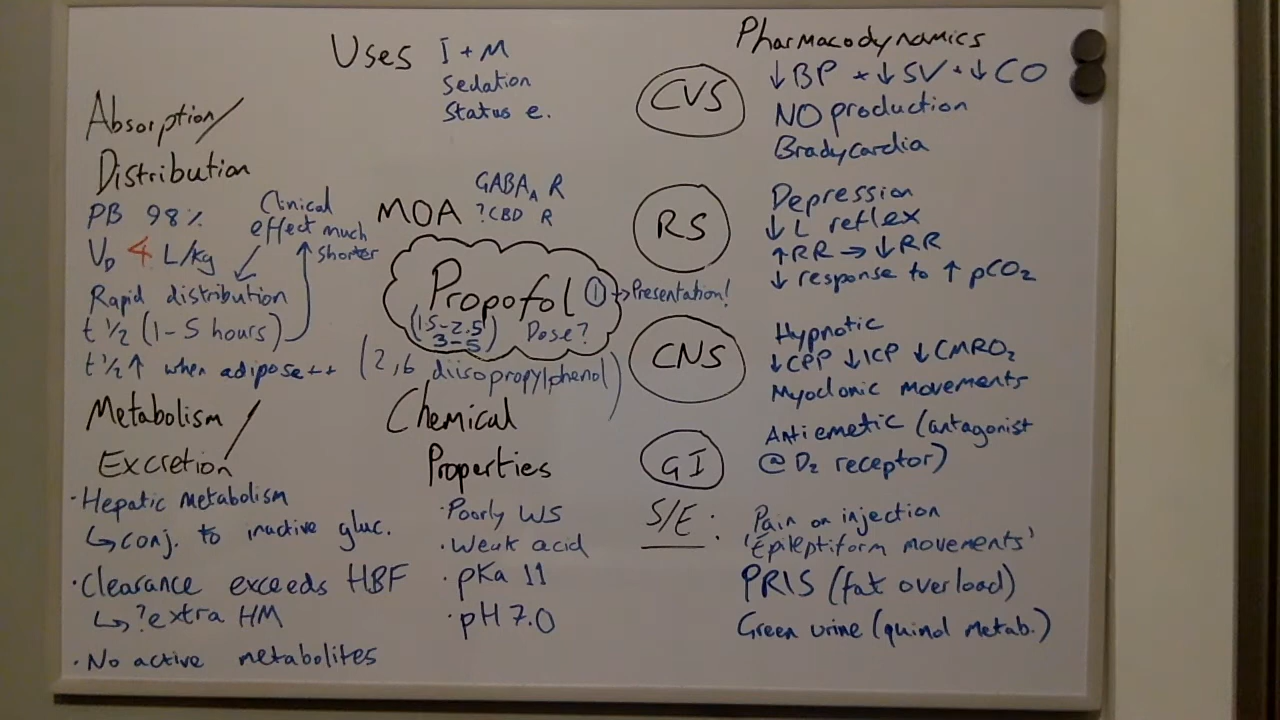 Uses I + M
Sedation
Status e.
Absorption/
Distribution
PB 98%
VD 4 L/kg
Rapid distribution
t 1/2 (1-5 hours)
t 1/2 ↑ when adipose ++
Clinical
effect much
shorter
Metabolism/
Excretion
· Hepatic metabolism
↳ conj. to inactive gluc.
· Clearance exceeds HBF
↳ ?extra HM
· No active metabolites
MOA GABAA R
?CBD R
Propofol ① → Presentation!
(1.5-2.5
3-5) Dose?
(2,6 diisopropylphenol)
Chemical
Properties
· Poorly WS
· Weak acid
· pKa 11
· pH 7.0
Pharmacodynamics
CVS
↓BP * ↓SV * ↓CO
NO production
Bradycardia
RS
Depression
↓ L reflex
↑RR → ↓RR
↓ response to ↑ pCO2
CNS
Hypnotic
↓CPP ↓ICP ↓CMRO2
Myoclonic movements
GI
Antiemetic (antagonist
@ D2 receptor)
S/E:
Pain on injection
'Epileptiform movements'
PRIS (fat overload)
Green urine (quinol metab.)